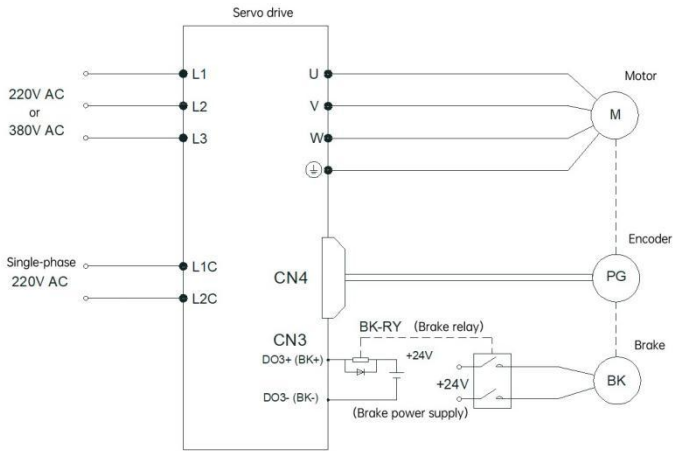 Servo drive
L1
U
Motor
220V AC
or
380V AC
L2
V
M
L3
W
Encoder
Single-phase
220V AC
L1C
L2C
CN4
PG
CN3
BK-RY (Brake relay)
Brake
DO3+ (BK+)
+24V
+24V
BK
DO3- (BK-)
(Brake power supply)